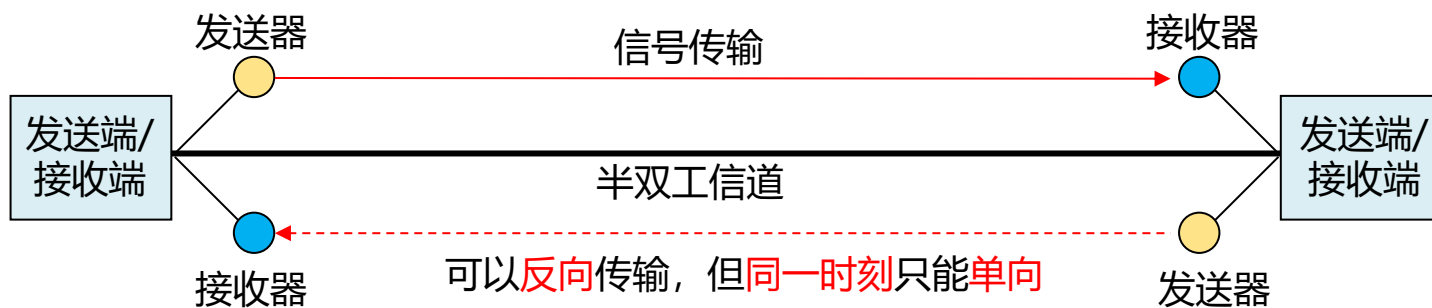 发送器
信号传输
接收器
发送端/
接收端
发送端/
接收端
半双工信道
接收器
可以反向传输，但同一时刻只能单向
发送器